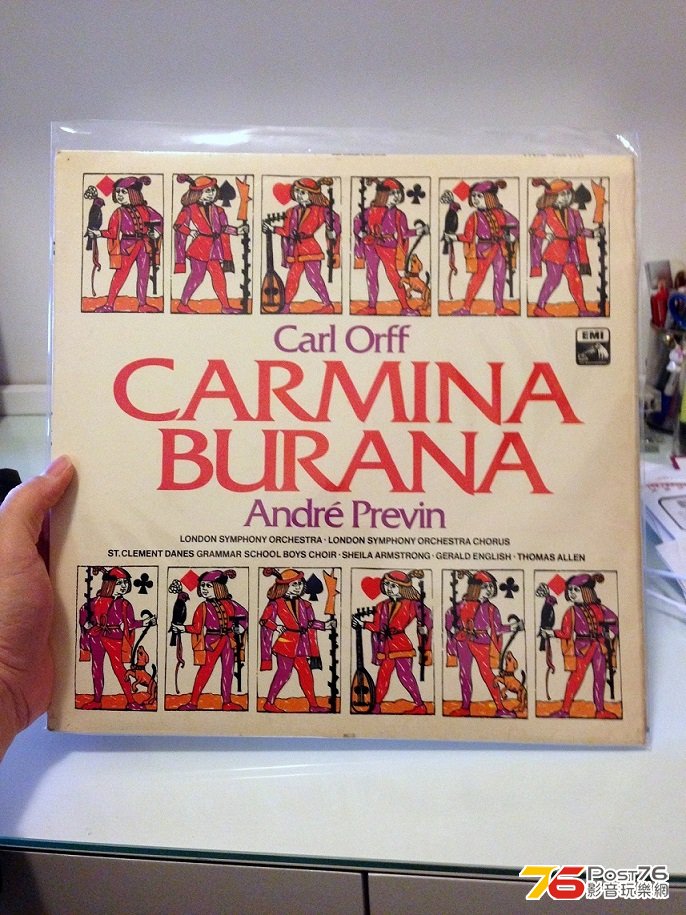 Carl Orff
EMI
CARMINA
BURANA
André Previn
LONDON SYMPHONY ORCHESTRA · LONDON SYMPHONY ORCHESTRA CHORUS
ST. CLEMENT DANES GRAMMAR SCHOOL BOYS CHOIR · SHEILA ARMSTRONG · GERALD ENGLISH · THOMAS ALLEN
76 POST76
影音玩樂網